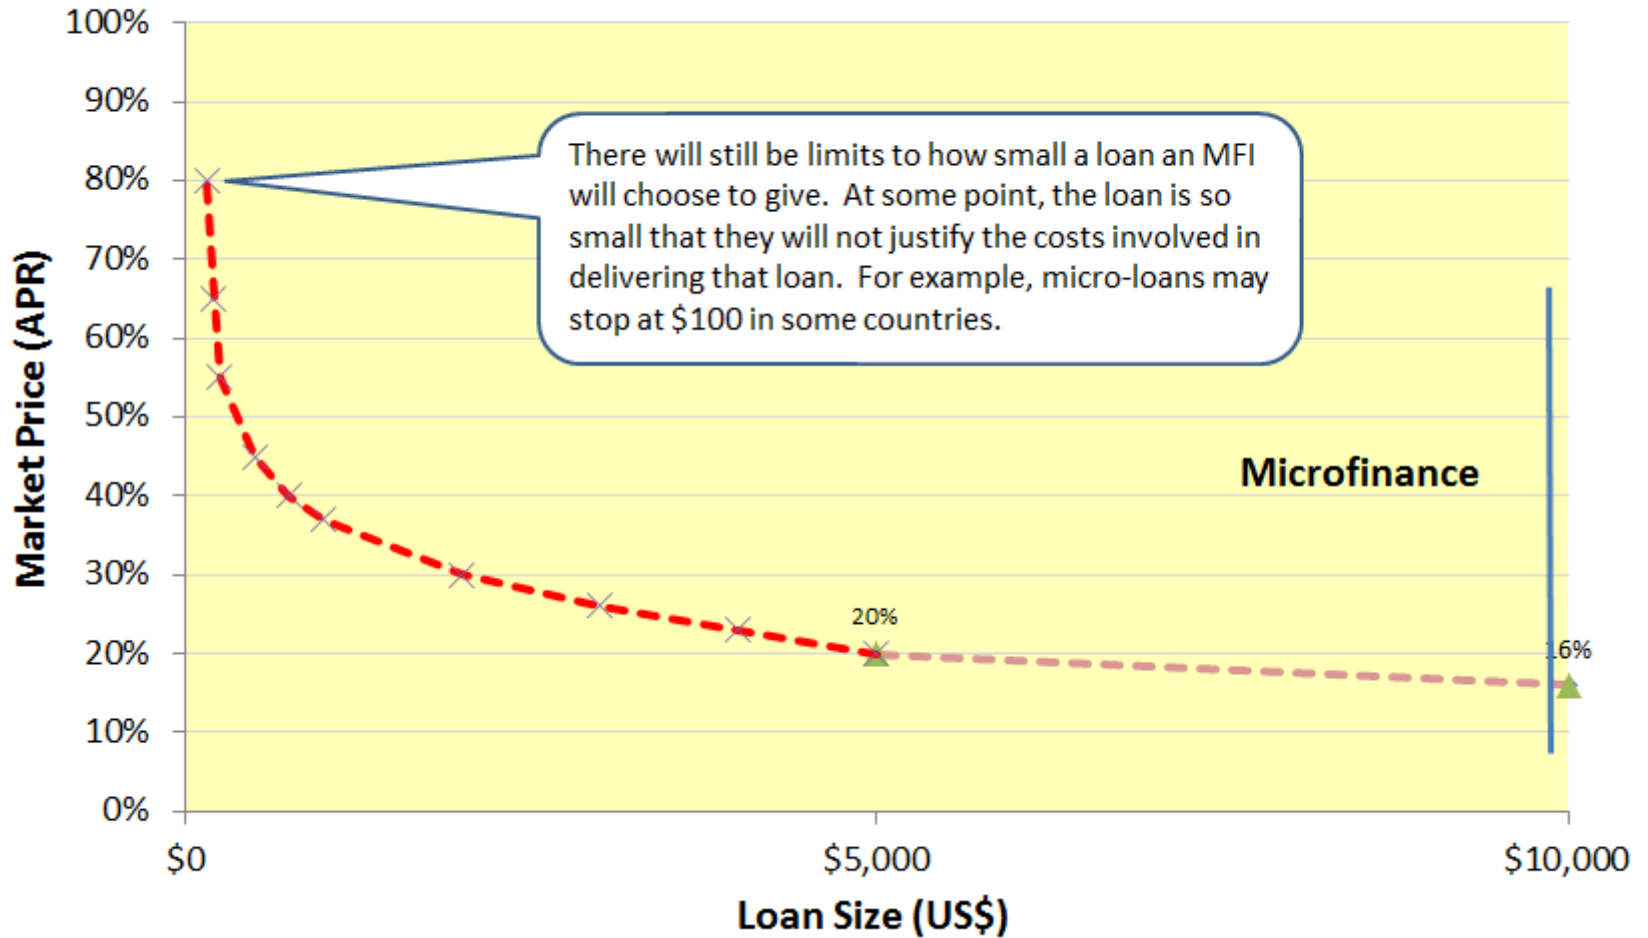 100%
90%
80%
70%
60%
50%
40%
30%
20%
10%
0%
Market Price (APR)
There will still be limits to how small a loan an MFI
will choose to give.  At some point, the loan is so
small that they will not justify the costs involved in
delivering that loan.  For example, micro-loans may
stop at $100 in some countries.
Microfinance
20%
16%
$0
$5,000
$10,000
Loan Size (US$)